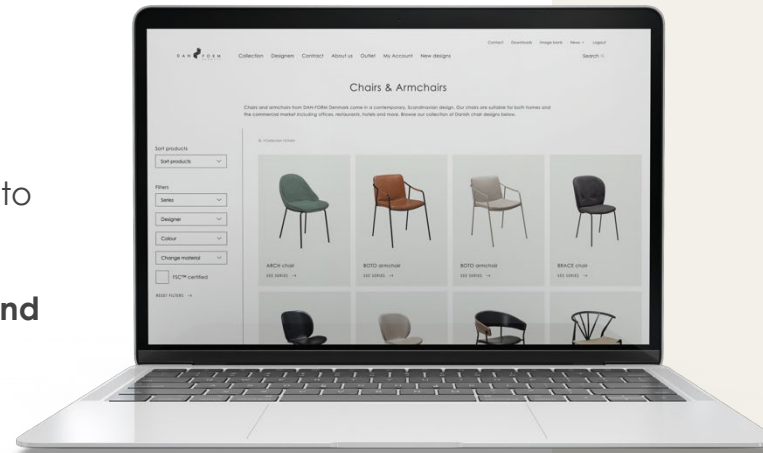 to
nd
Contact Downloads Image bank News Logout
DAN FORM
Collection Designers Contract About us Outlet My Account New designs
Search
Chairs & Armchairs
Chairs and armchairs from DAN-FORM Denmark come in a contemporary, Scandinavian design. Our chairs are suitable for both homes and
the commercial market including offices, restaurants, hotels and more. Browse our collection of Danish chair designs below.
Sort products
Sort products
Filters
Series
Designer
Colour
Change material
FSC™ certified
RESET FILTERS →
ARCH chair
SEE SERIES →
BOTO armchair
SEE SERIES →
BOTO armchair
SEE SERIES →
BRACE chair
SEE SERIES →